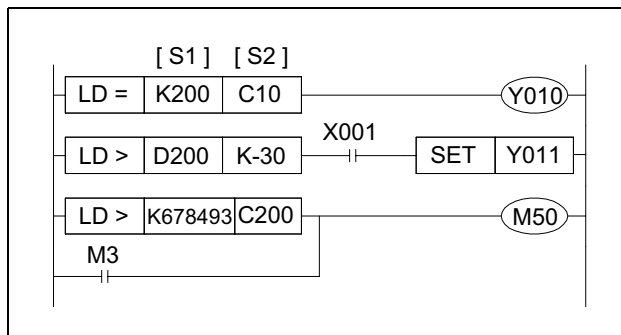 [ S1 ] [ S2 ]
LD = K200 C10 Y010
X001
LD > D200 K-30 SET Y011
LD > K678493 C200 M50
M3